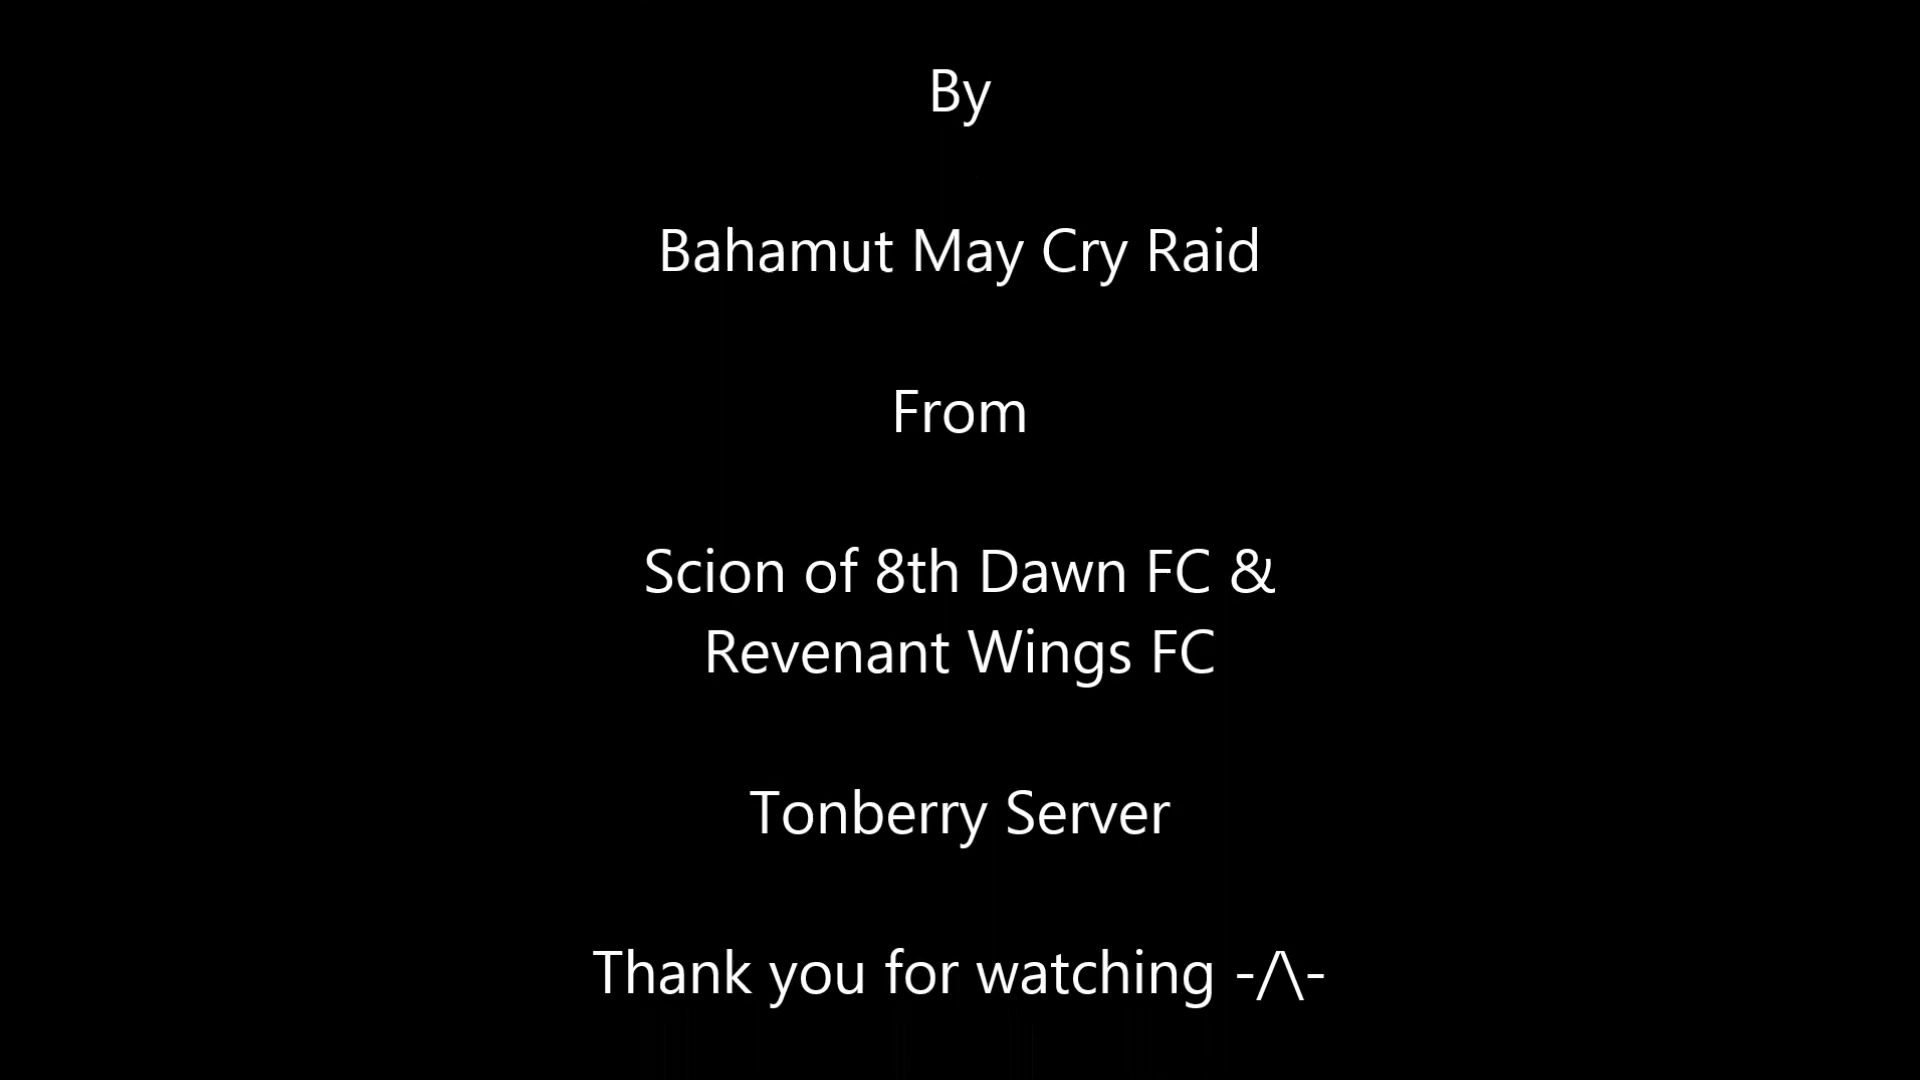 By
Bahamut May Cry Raid
From
Scion of 8th Dawn FC &
Revenant Wings FC
Tonberry Server
Thank you for watching -/\-